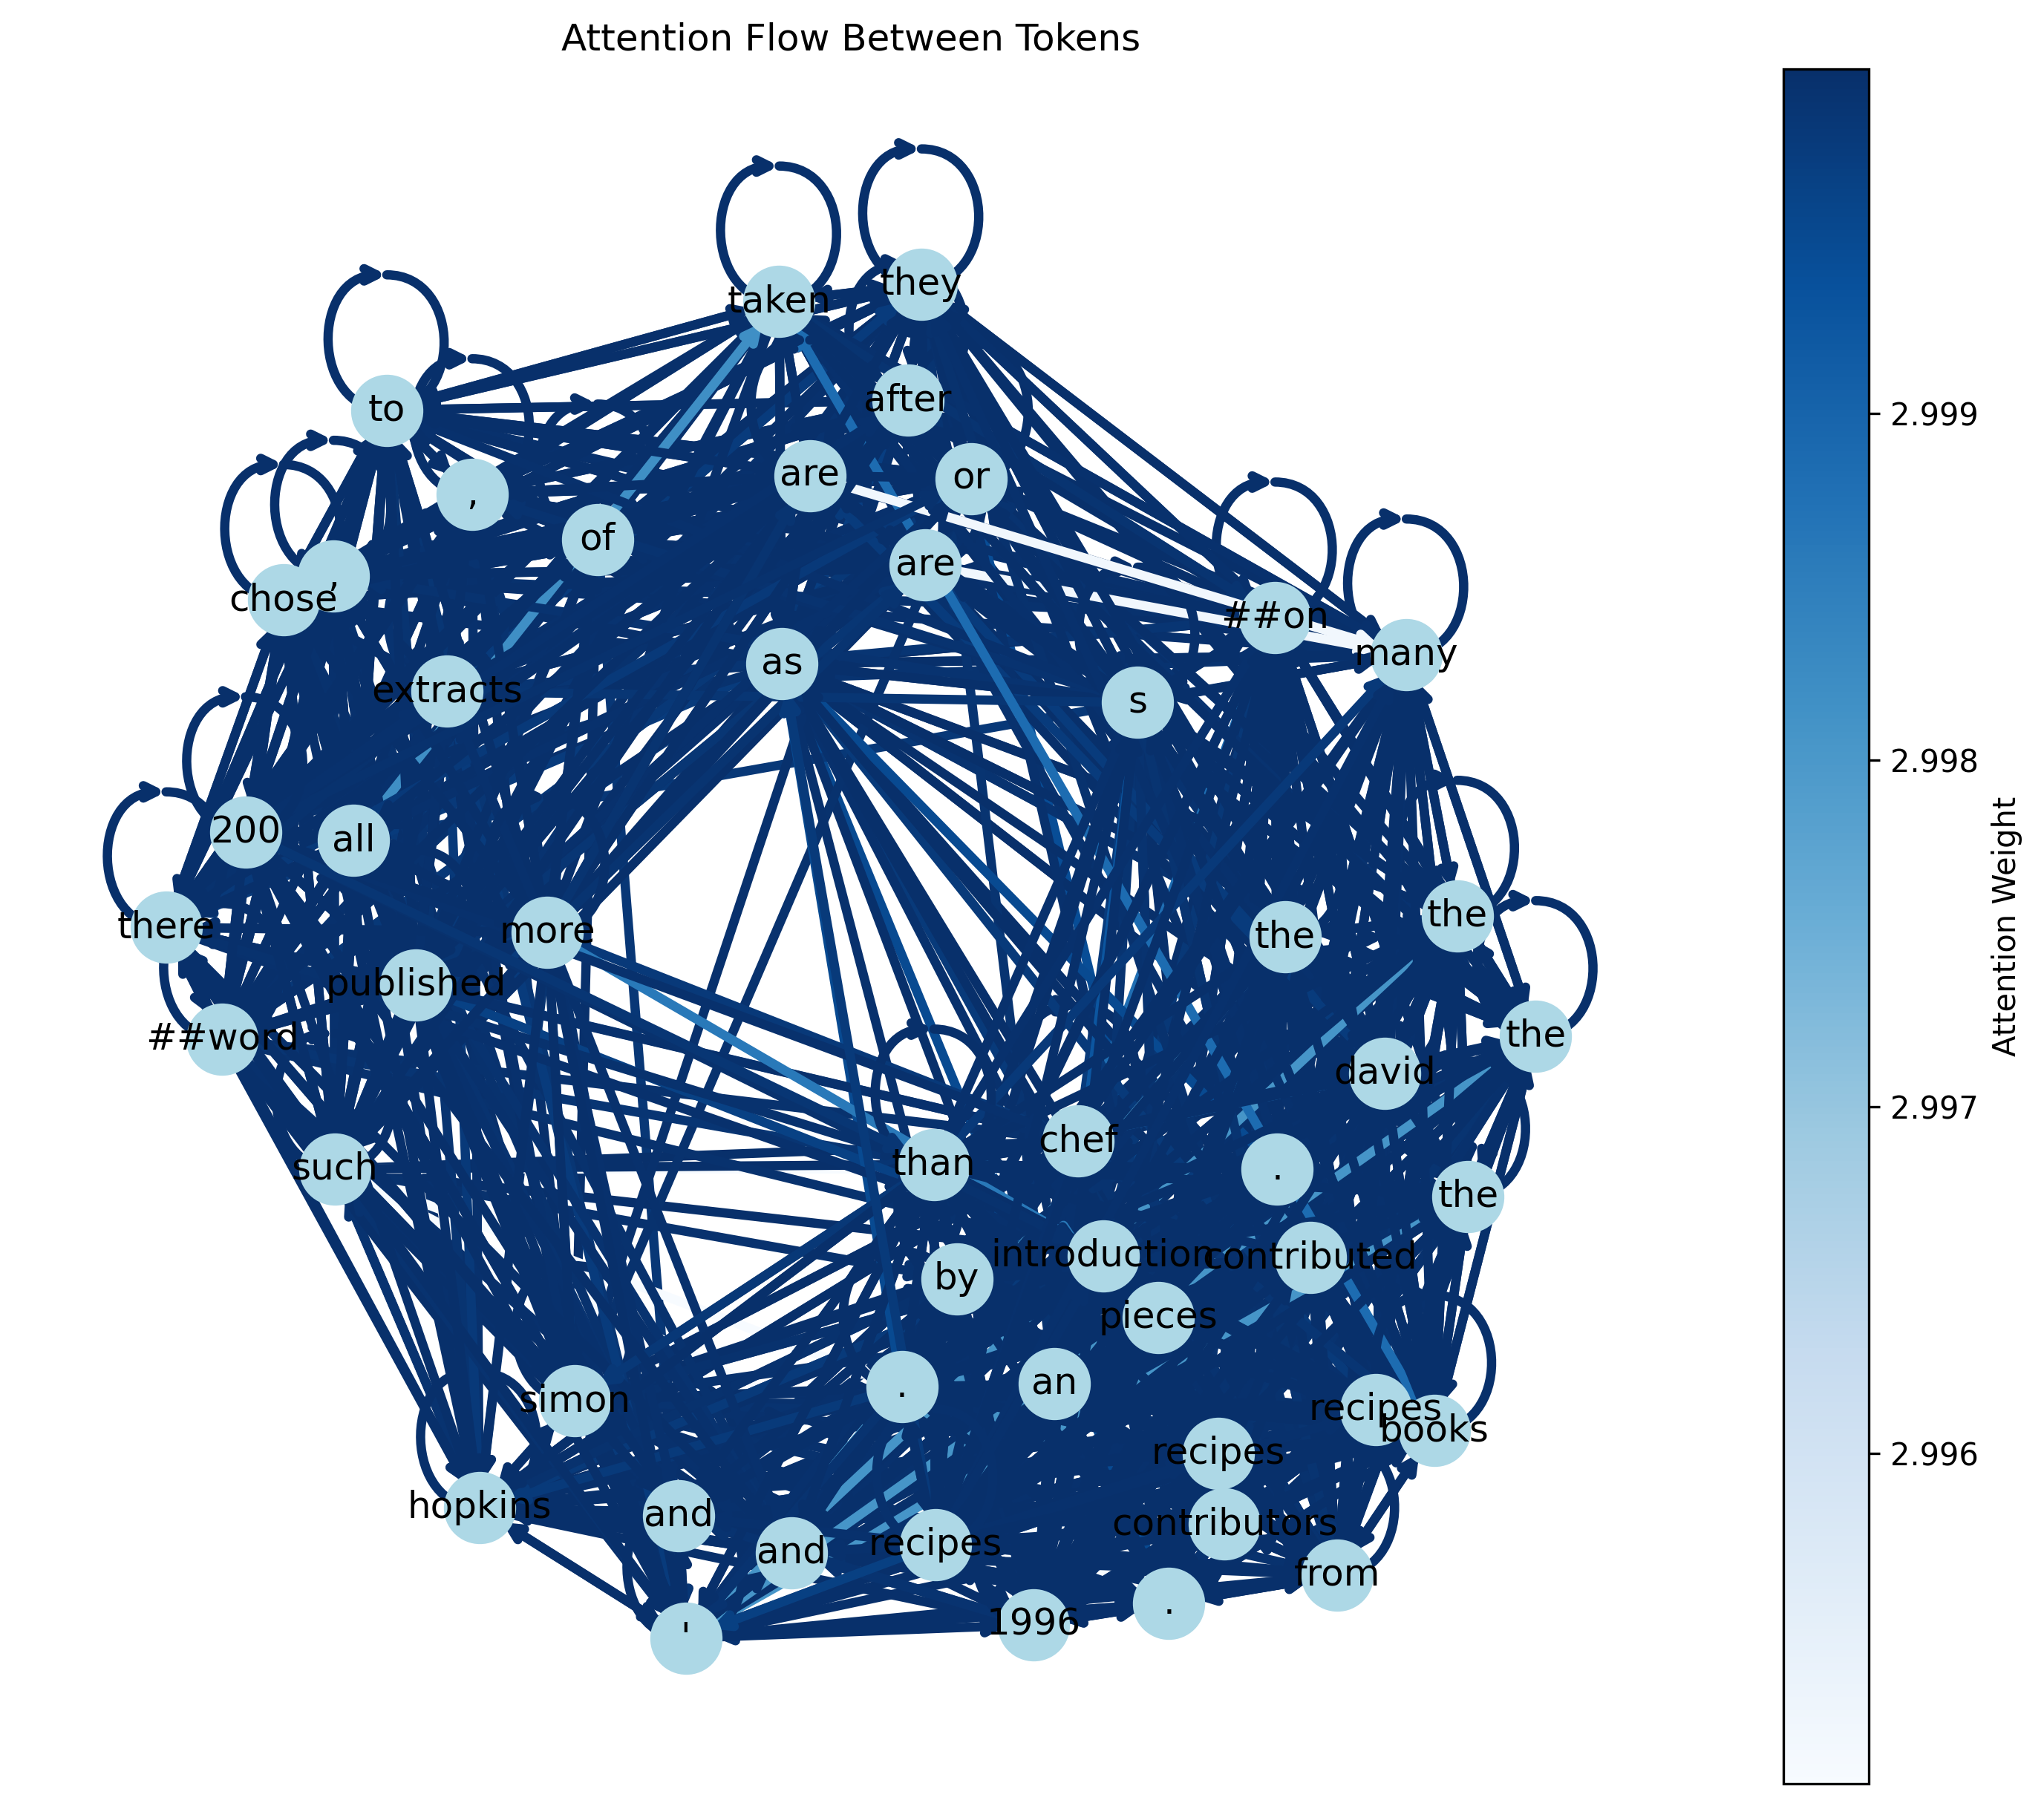 Attention Flow Between Tokens
they
taken
after
to
are
or
,
of
are
,
chose
##on
many
as
extracts
s
200
all
the
there
more
the
published
the
##word
david
chef
than
.
such
the
introduction
contributed
by
pieces
an
.
simon
recipes
books
recipes
hopkins
and
contributors
recipes
and
from
.
1996
'
2.999
2.998
2.997
2.996
Attention Weight